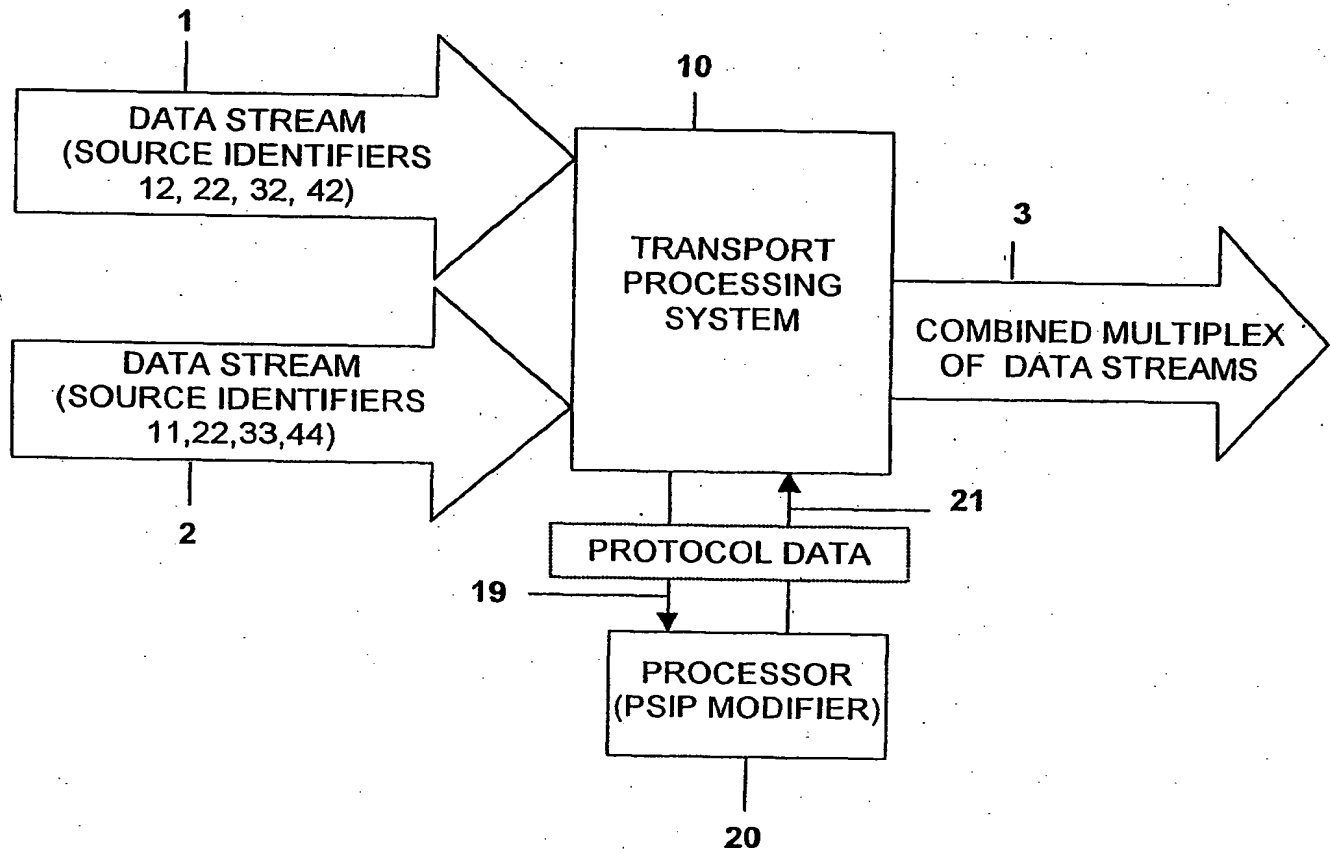 1
DATA STREAM
(SOURCE IDENTIFIERS
12, 22, 32, 42)
10
TRANSPORT
PROCESSING
SYSTEM
3
COMBINED MULTIPLEX
OF DATA STREAMS
DATA STREAM
(SOURCE IDENTIFIERS
11,22,33,44)
2
21
PROTOCOL DATA
19
PROCESSOR
(PSIP MODIFIER)
20